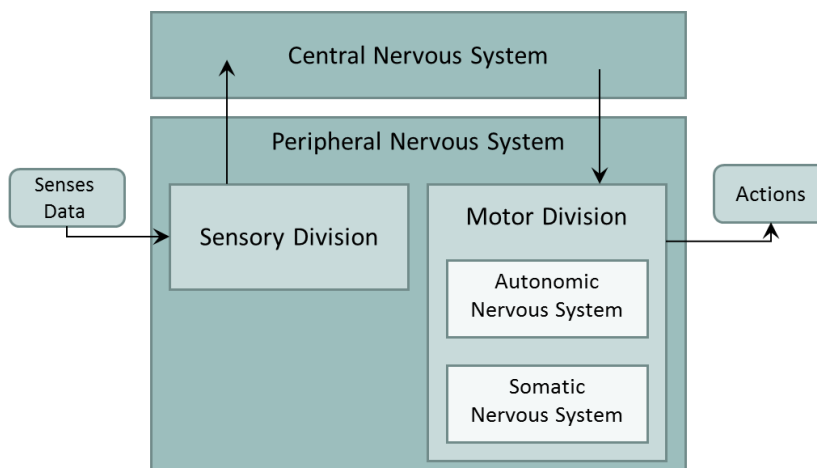 Central Nervous System
Peripheral Nervous System
Senses
Data
Sensory Division
Motor Division
Actions
Autonomic
Nervous System
Somatic
Nervous System